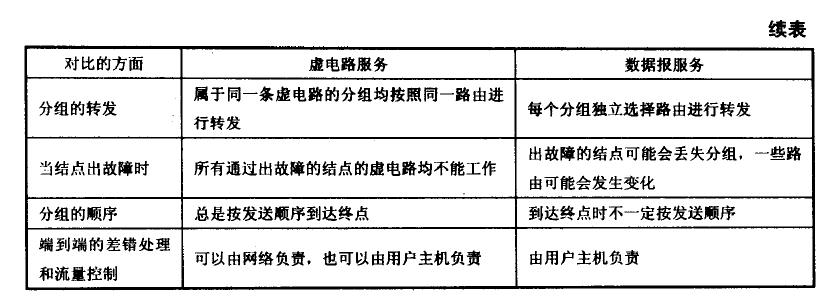 续表
对比的方面 虚电路服务 数据报服务
分组的转发 属于同一条虚电路的分组均按照同一路由进行转发 每个分组独立选择路由进行转发
当结点出故障时 所有通过出故障的结点的虚电路均不能工作 出故障的结点可能会丢失分组，一些路由可能会发生变化
分组的顺序 总是按发送顺序到达终点 到达终点时不一定按发送顺序
端到端的差错处理和流量控制 可以由网络负责，也可以由用户主机负责 由用户主机负责